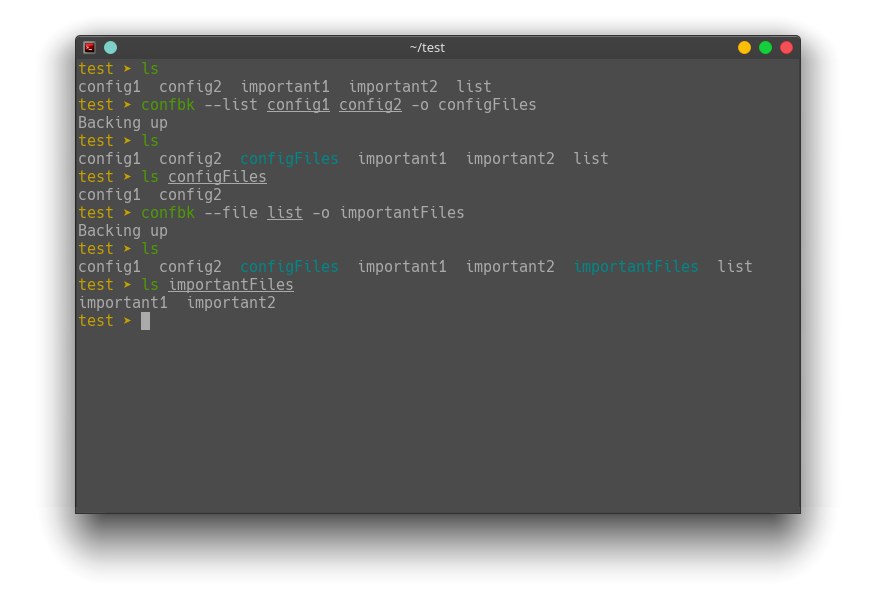 ~/test
test ➤ ls
config1  config2  important1  important2  list
test ➤ confbk --list config1 config2 -o configFiles
Backing up
test ➤ ls
config1  config2  configFiles  important1  important2  list
test ➤ ls configFiles
config1  config2
test ➤ confbk --file list -o importantFiles
Backing up
test ➤ ls
config1  config2  configFiles  important1  important2  importantFiles  list
test ➤ ls importantFiles
important1  important2
test ➤